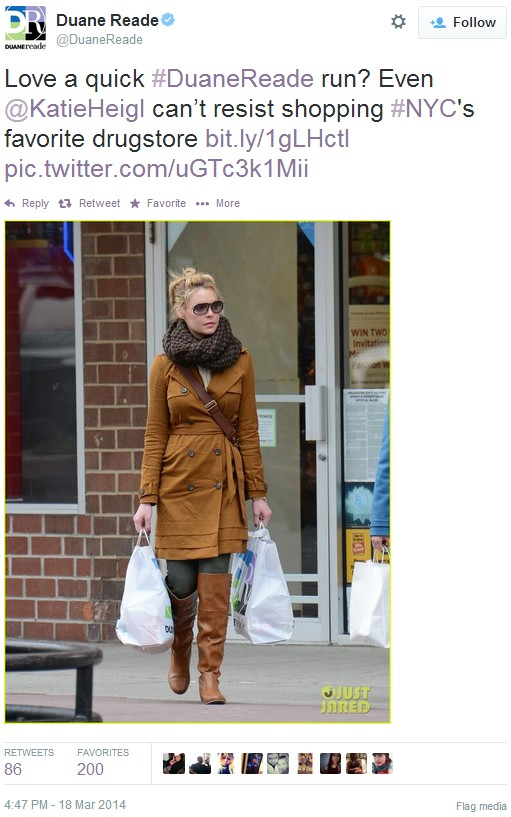 DR
DUANEreade
Duane Reade
@DuaneReade
Follow
Love a quick #DuaneReade run? Even
@KatieHeigl can’t resist shopping #NYC's
favorite drugstore bit.ly/1gLHctl
pic.twitter.com/uGTc3k1Mii
Reply Retweet Favorite More
WIN TWO
JUST
JARED
RETWEETS FAVORITES
86 200
4:47 PM - 18 Mar 2014
Flag media